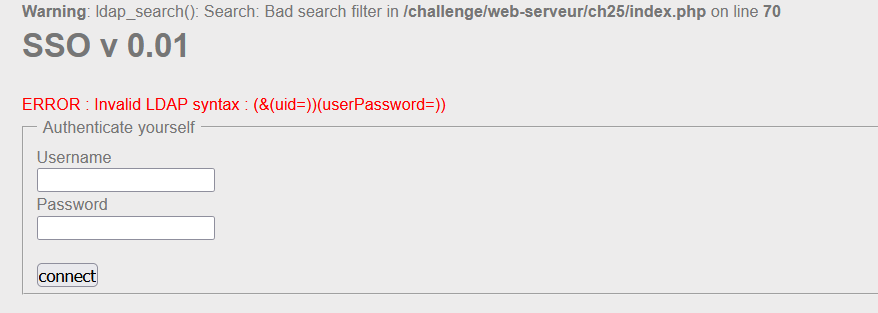 Warning: ldap_search(): Search: Bad search filter in /challenge/web-serveur/ch25/index.php on line 70
SSO v 0.01
ERROR : Invalid LDAP syntax : (&(uid=))(userPassword=))
Authenticate yourself
Username
Password
connect